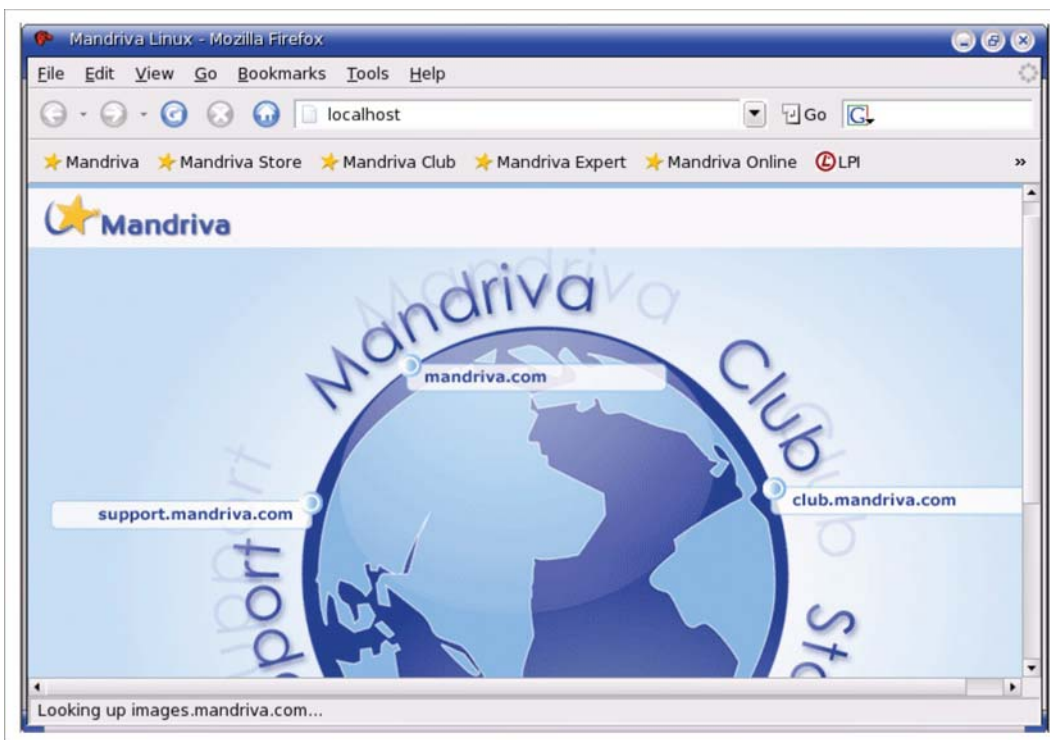 Mandriva Linux - Mozilla Firefox
File Edit View Go Bookmarks Tools Help
localhost Go G
Mandriva Mandriva Store Mandriva Club Mandriva Expert Mandriva Online LPI »
Mandriva
Mandriva Club
mandriva.com
support.mandriva.com
club.mandriva.com
pport
Sto
Looking up images.mandriva.com...